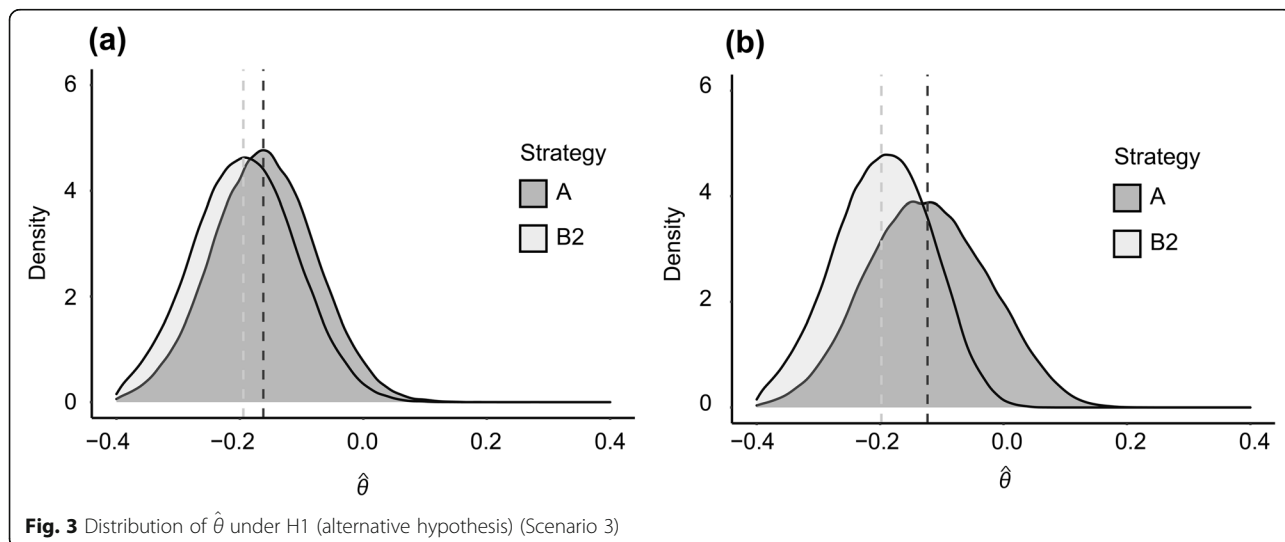 (a)
6
4
2
0
Density
−0.4
−0.2
0.0
0.2
0.4
θ̂
Strategy
A
B2
(b)
6
4
2
0
Density
−0.4
−0.2
0.0
0.2
0.4
θ̂
Strategy
A
B2
Fig. 3 Distribution of θ̂ under H1 (alternative hypothesis) (Scenario 3)